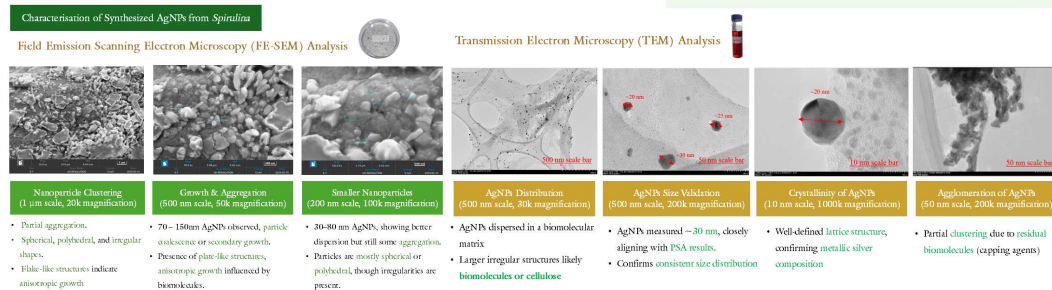 Characterisation of Synthesized AgNPs from Spirulina
Field Emission Scanning Electron Microscopy (FE-SEM) Analysis
Nanoparticle Clustering
(1 µm scale, 20k magnification)
• Partial aggregation.
• Spherical, polyhedral, and irregular
shapes.
• Flake-like structures indicate
anisotropic growth
Growth & Aggregation
(500 nm scale, 50k magnification)
• 70 – 150nm AgNPs observed, particle
coalescence or secondary growth.
• Presence of plate-like structures,
anisotropic growth influenced by
biomolecules.
Smaller Nanoparticles
(200 nm scale, 100k magnification)
• 30–80 nm AgNPs, showing better
dispersion but still some aggregation.
• Particles are mostly spherical or
polyhedral, though irregularities are
present.
Transmission Electron Microscopy (TEM) Analysis
500 nm scale bar
AgNPs Distribution
(500 nm scale, 30k magnification)
• AgNPs dispersed in a biomolecular
matrix
• Larger irregular structures likely
biomolecules or cellulose
~20 nm
~25 nm
~30 nm
50 nm scale bar
AgNPs Size Validation
(500 nm scale, 200k magnification)
• AgNPs measured ~30 nm, closely
aligning with PSA results.
• Confirms consistent size distribution
~20 nm
10 nm scale bar
Crystallinity of AgNPs
(10 nm scale, 1000k magnification)
• Well-defined lattice structure,
confirming metallic silver
composition
50 nm scale bar
Agglomeration of AgNPs
(50 nm scale, 200k magnification)
• Partial clustering due to residual
biomolecules (capping agents)